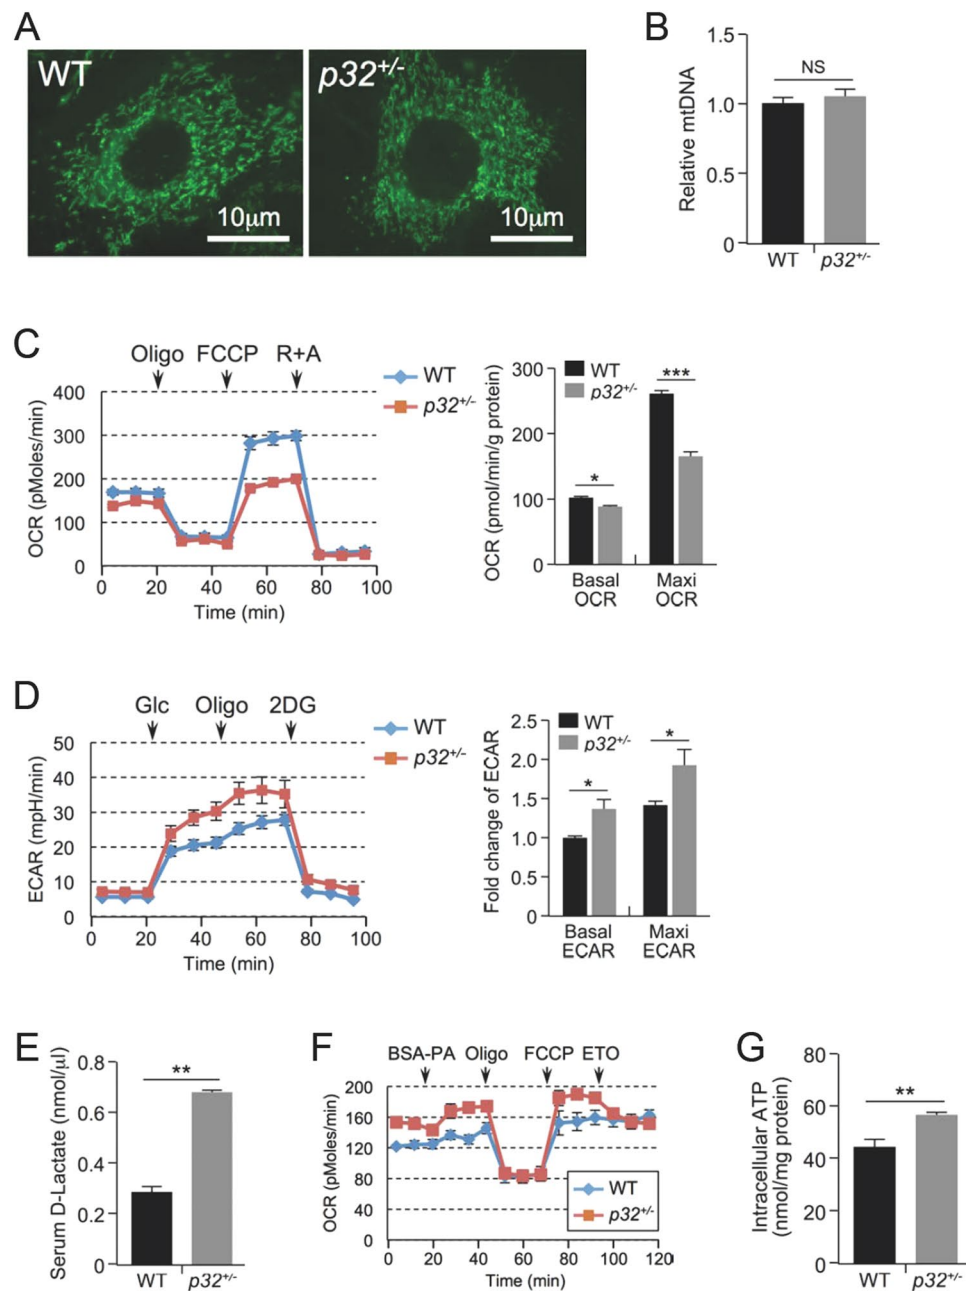 A
WT
10μm
p32+/-
10μm
B
Relative mtDNA
1.5
1.0
0.5
0
NS
WT
p32+/-
C
Oligo FCCP R+A
WT
p32+/-
OCR (pMoles/min)
400
300
200
100
0
0 20 40 60 80 100
Time (min)
OCR (pmol/min/g protein)
300
200
100
0
WT
p32+/-
*
***
Basal OCR
Maxi OCR
D
Glc Oligo 2DG
WT
p32+/-
ECAR (mpH/min)
50
40
30
20
10
0
0 20 40 60 80 100
Time (min)
Fold change of ECAR
2.5
2.0
1.5
1.0
0.5
0
WT
p32+/-
*
*
Basal ECAR
Maxi ECAR
E
Serum D-Lactate (nmol/μl)
0.8
0.6
0.4
0.2
0
**
WT p32+/-
F
BSA-PA Oligo FCCP ETO
OCR (pMoles/min)
200
160
120
80
40
0
WT
p32+/-
0 20 40 60 80 100 120
Time (min)
G
Intracellular ATP
(nmol/mg protein)
80
60
40
20
0
**
WT p32+/-